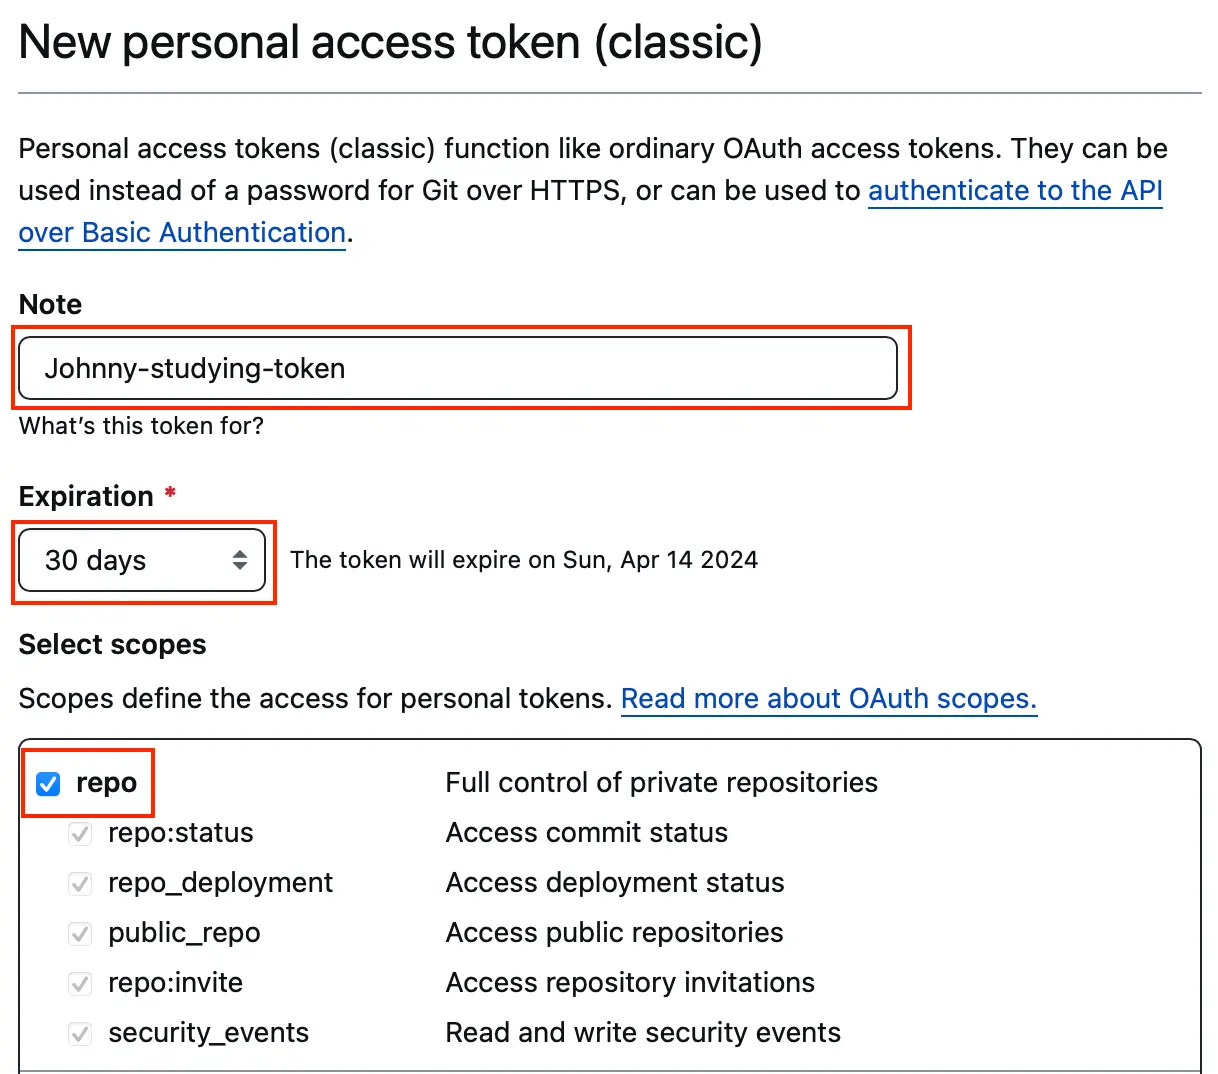 New personal access token (classic)
Personal access tokens (classic) function like ordinary OAuth access tokens. They can be
used instead of a password for Git over HTTPS, or can be used to authenticate to the API
over Basic Authentication.
Note
Johnny-studying-token
What's this token for?
Expiration *
30 days The token will expire on Sun, Apr 14 2024
Select scopes
Scopes define the access for personal tokens. Read more about OAuth scopes.
repo Full control of private repositories
repo:status Access commit status
repo_deployment Access deployment status
public_repo Access public repositories
repo:invite Access repository invitations
security_events Read and write security events